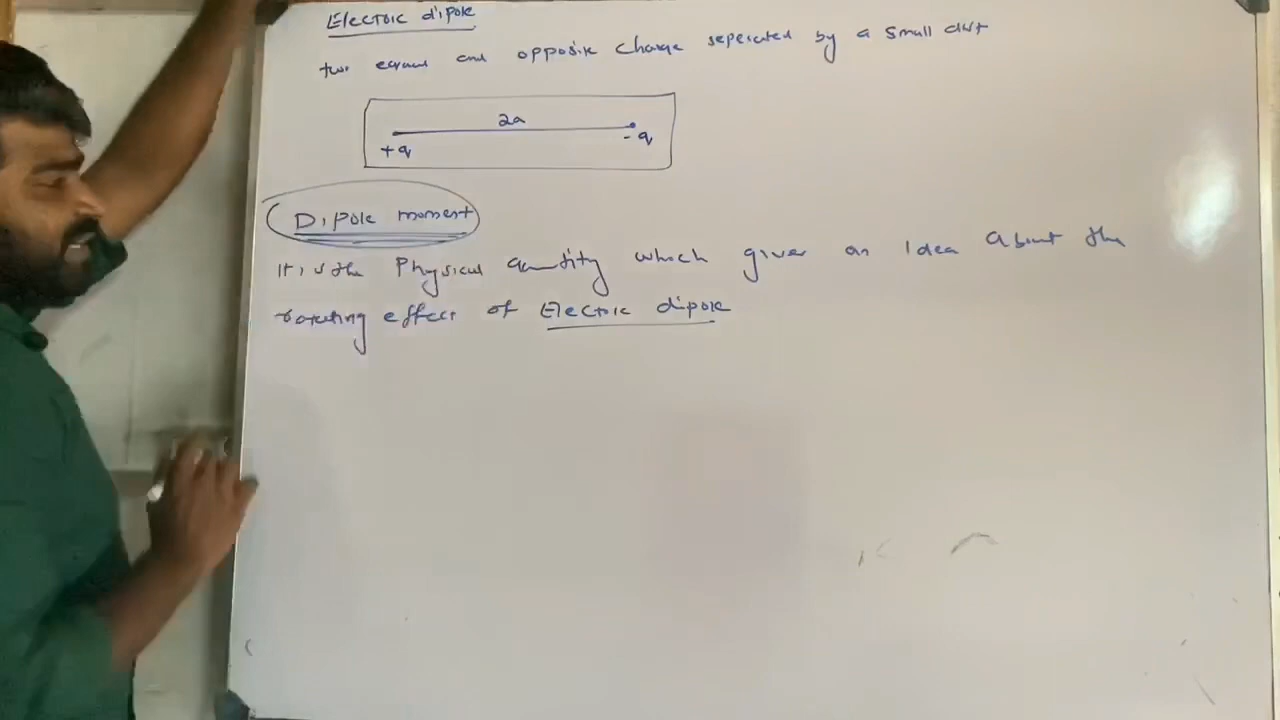 Electric dipole
two equal and opposite charge seperated by a small dist
2a
+q
- q
Dipole moment
It is the Physical quantity which gives an Idea about the
rotating effect of Electric dipole